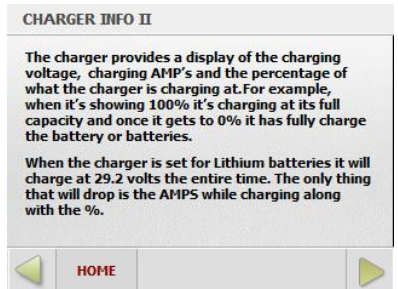 CHARGER INFO II
The charger provides a display of the charging
voltage,  charging AMP's and the percentage of
what the charger is charging at.For example,
when it's showing 100% it's charging at its full
capacity and once it gets to 0% it has fully charge
the battery or batteries.
When the charger is set for Lithium batteries it will
charge at 29.2 volts the entire time. The only thing
that will drop is the AMPS while charging along
with the %.
HOME